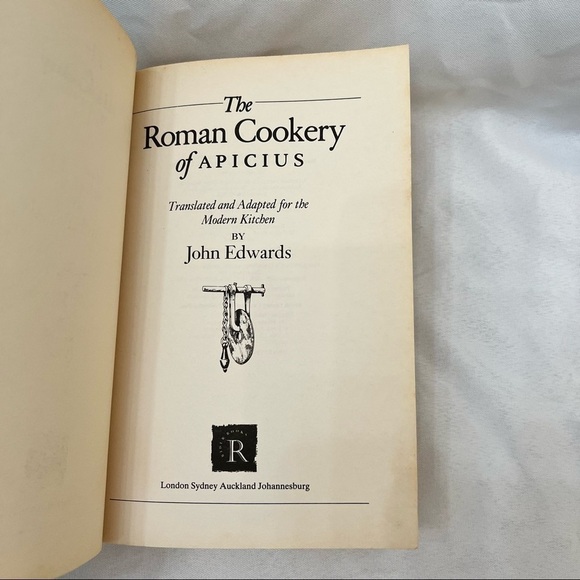 The
Roman Cookery
of APICIUS
Translated and Adapted for the
Modern Kitchen
BY
John Edwards
R
London Sydney Auckland Johannesburg